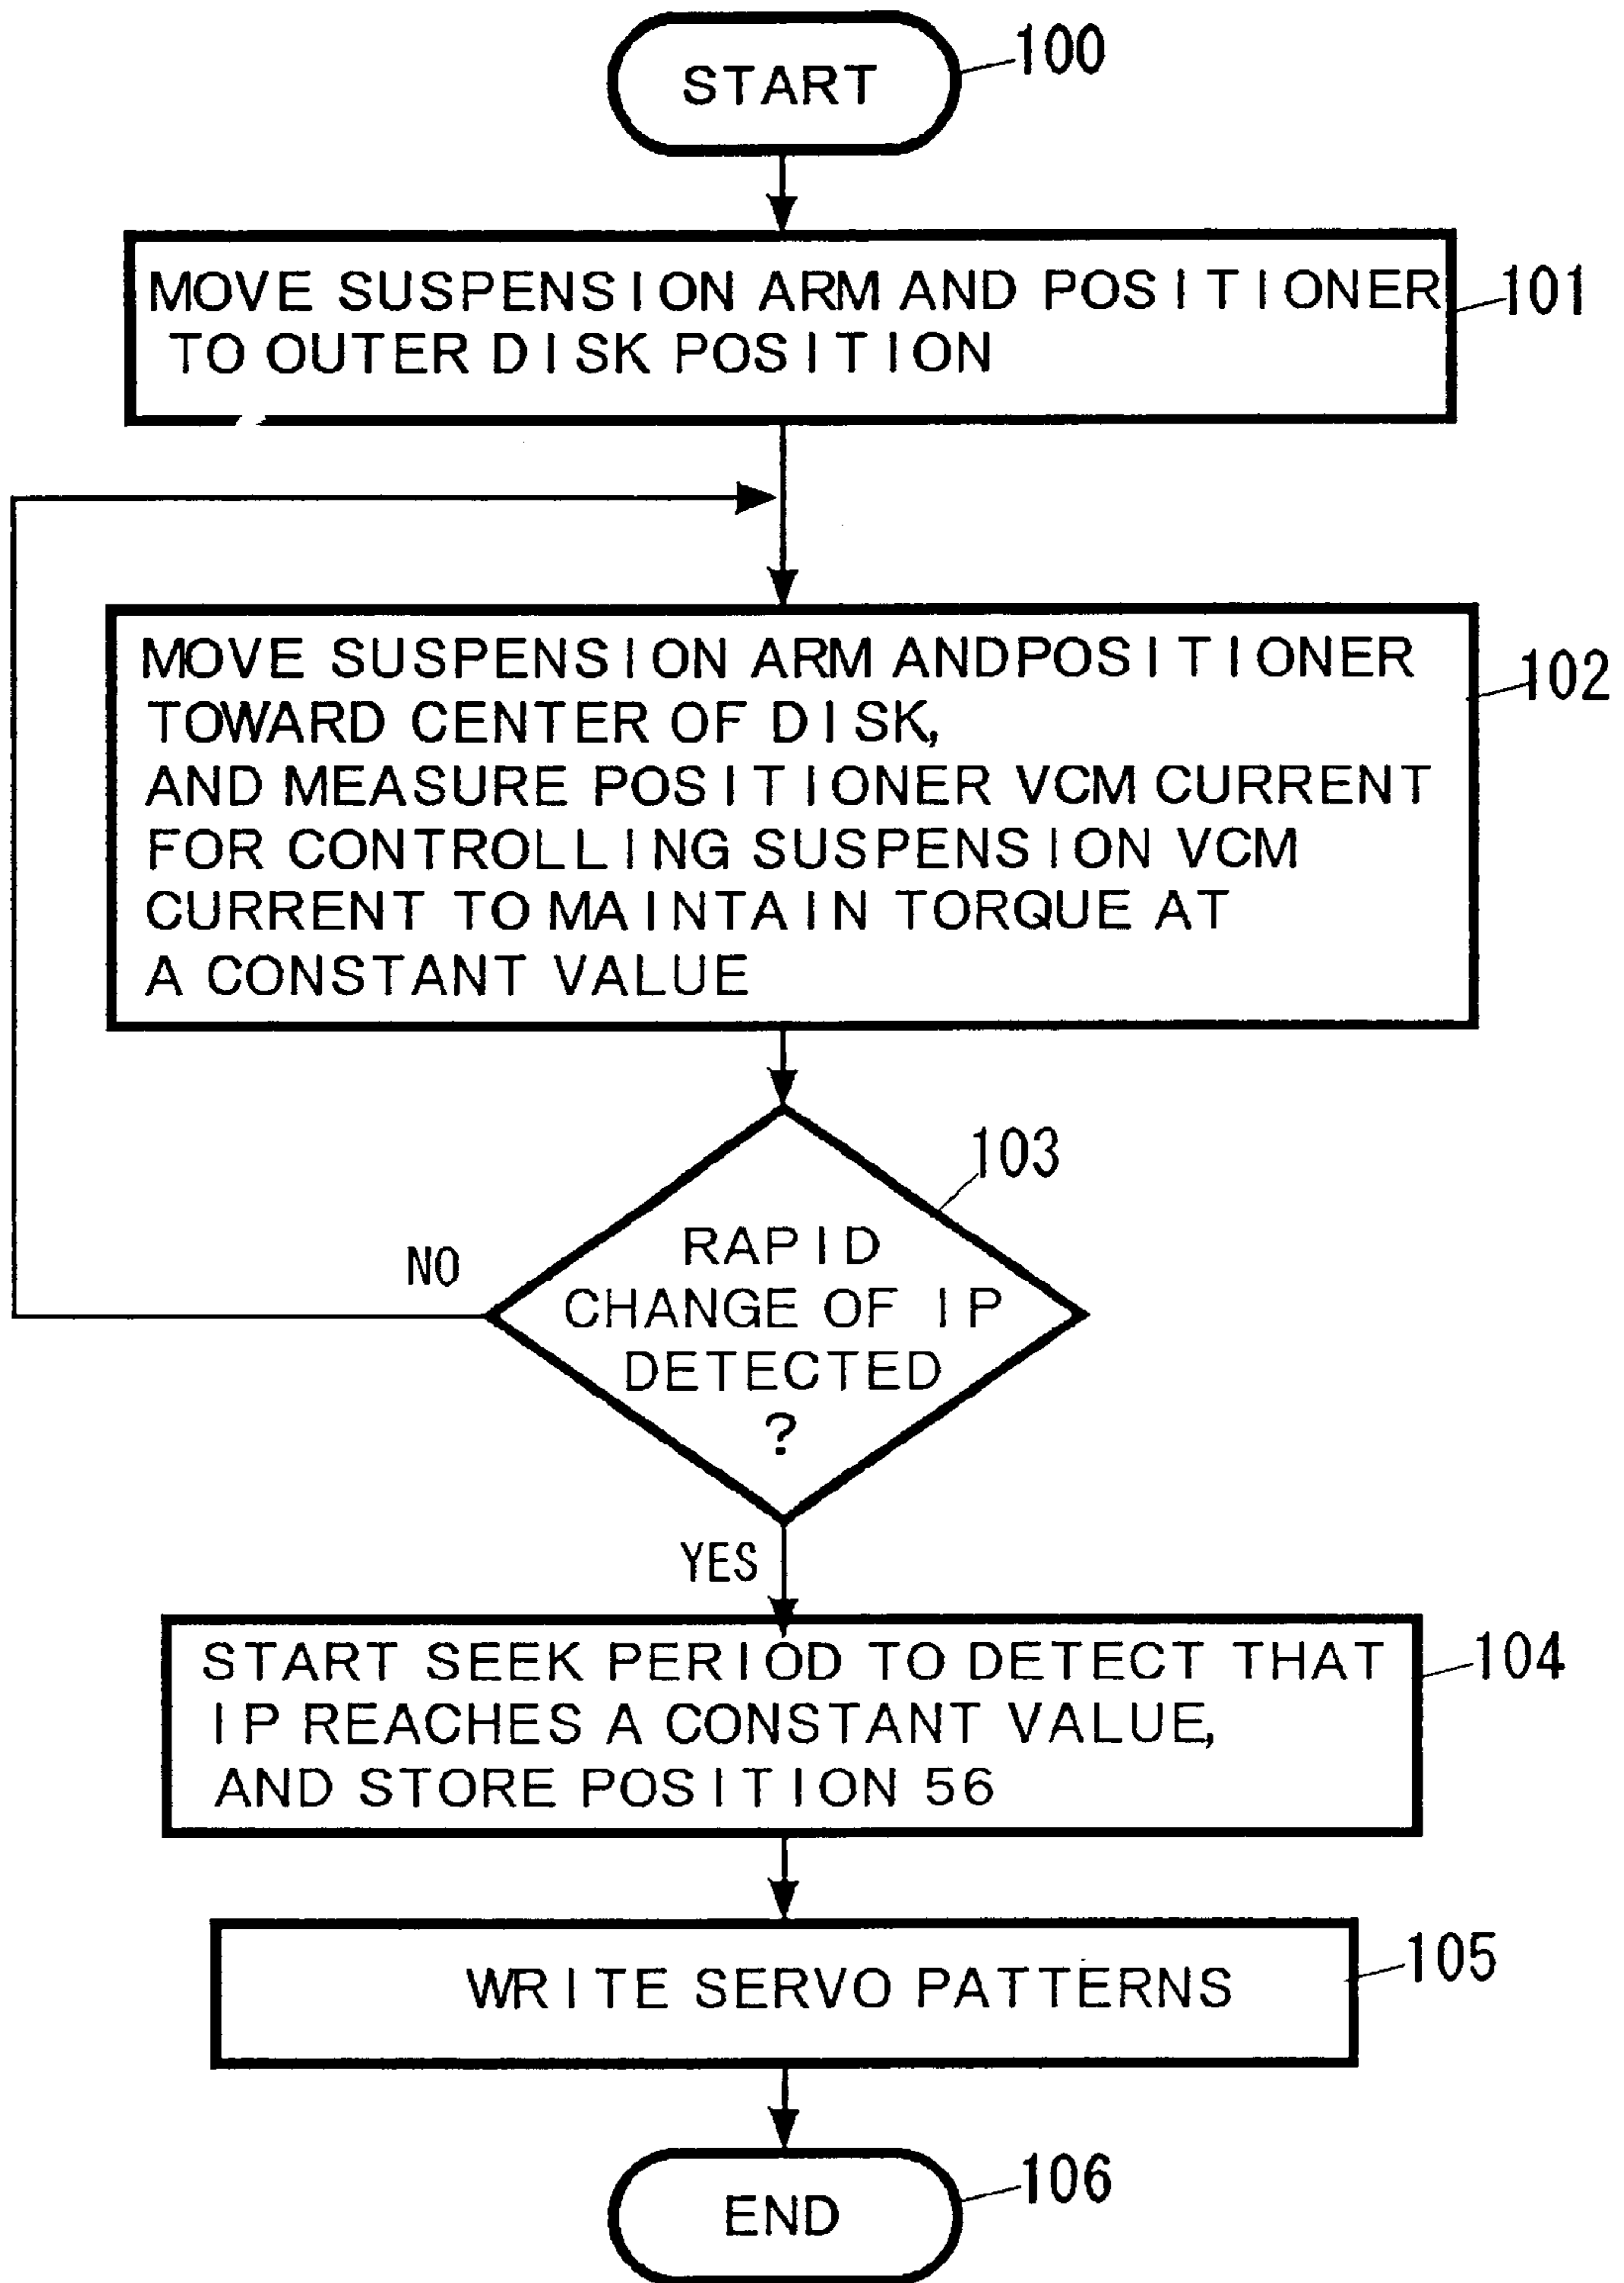 START
100
MOVE SUSPENSION ARM AND POSITIONER
TO OUTER DISK POSITION
101
MOVE SUSPENSION ARM ANDPOSITIONER
TOWARD CENTER OF DISK,
AND MEASURE POSITIONER VCM CURRENT
FOR CONTROLLING SUSPENSION VCM
CURRENT TO MAINTAIN TORQUE AT
A CONSTANT VALUE
102
103
RAPID
CHANGE OF IP
DETECTED
?
NO
YES
START SEEK PERIOD TO DETECT THAT
IP REACHES A CONSTANT VALUE,
AND STORE POSITION 56
104
WRITE SERVO PATTERNS
105
END
106